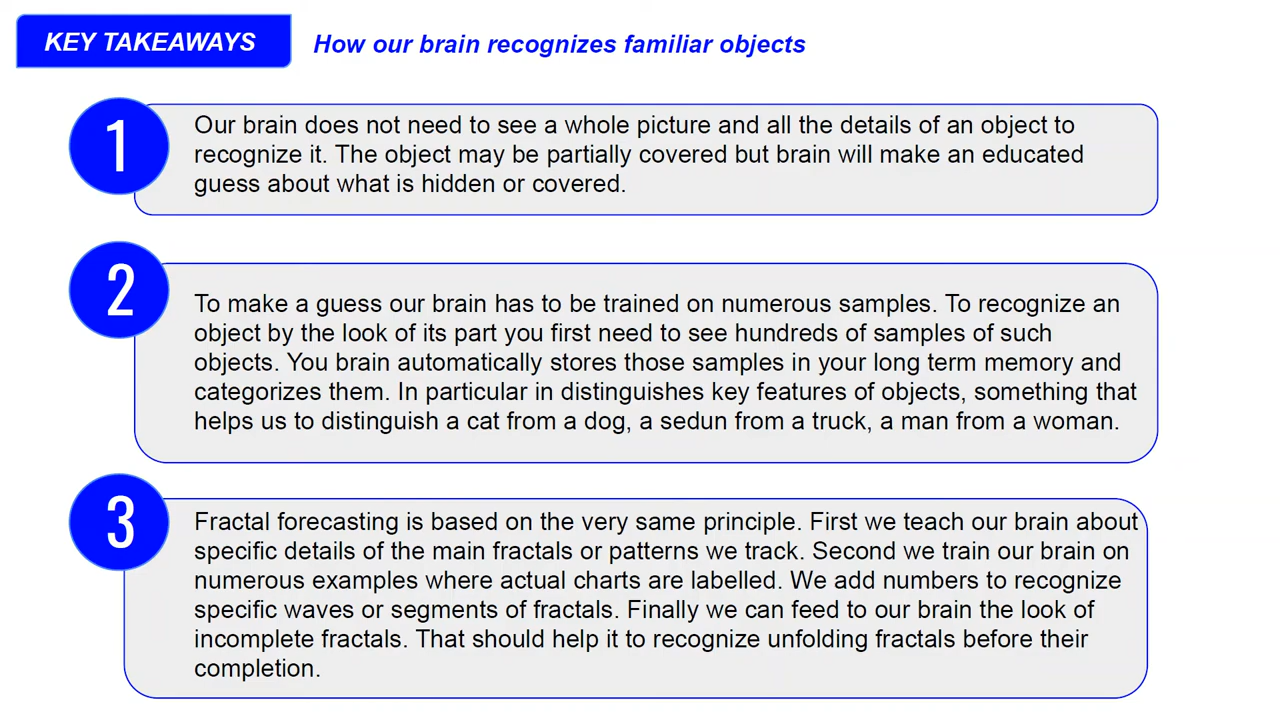 KEY TAKEAWAYS
How our brain recognizes familiar objects
1
Our brain does not need to see a whole picture and all the details of an object to
recognize it. The object may be partially covered but brain will make an educated
guess about what is hidden or covered.
2
To make a guess our brain has to be trained on numerous samples. To recognize an
object by the look of its part you first need to see hundreds of samples of such
objects. You brain automatically stores those samples in your long term memory and
categorizes them. In particular in distinguishes key features of objects, something that
helps us to distinguish a cat from a dog, a sedun from a truck, a man from a woman.
3
Fractal forecasting is based on the very same principle. First we teach our brain about
specific details of the main fractals or patterns we track. Second we train our brain on
numerous examples where actual charts are labelled. We add numbers to recognize
specific waves or segments of fractals. Finally we can feed to our brain the look of
incomplete fractals. That should help it to recognize unfolding fractals before their
completion.